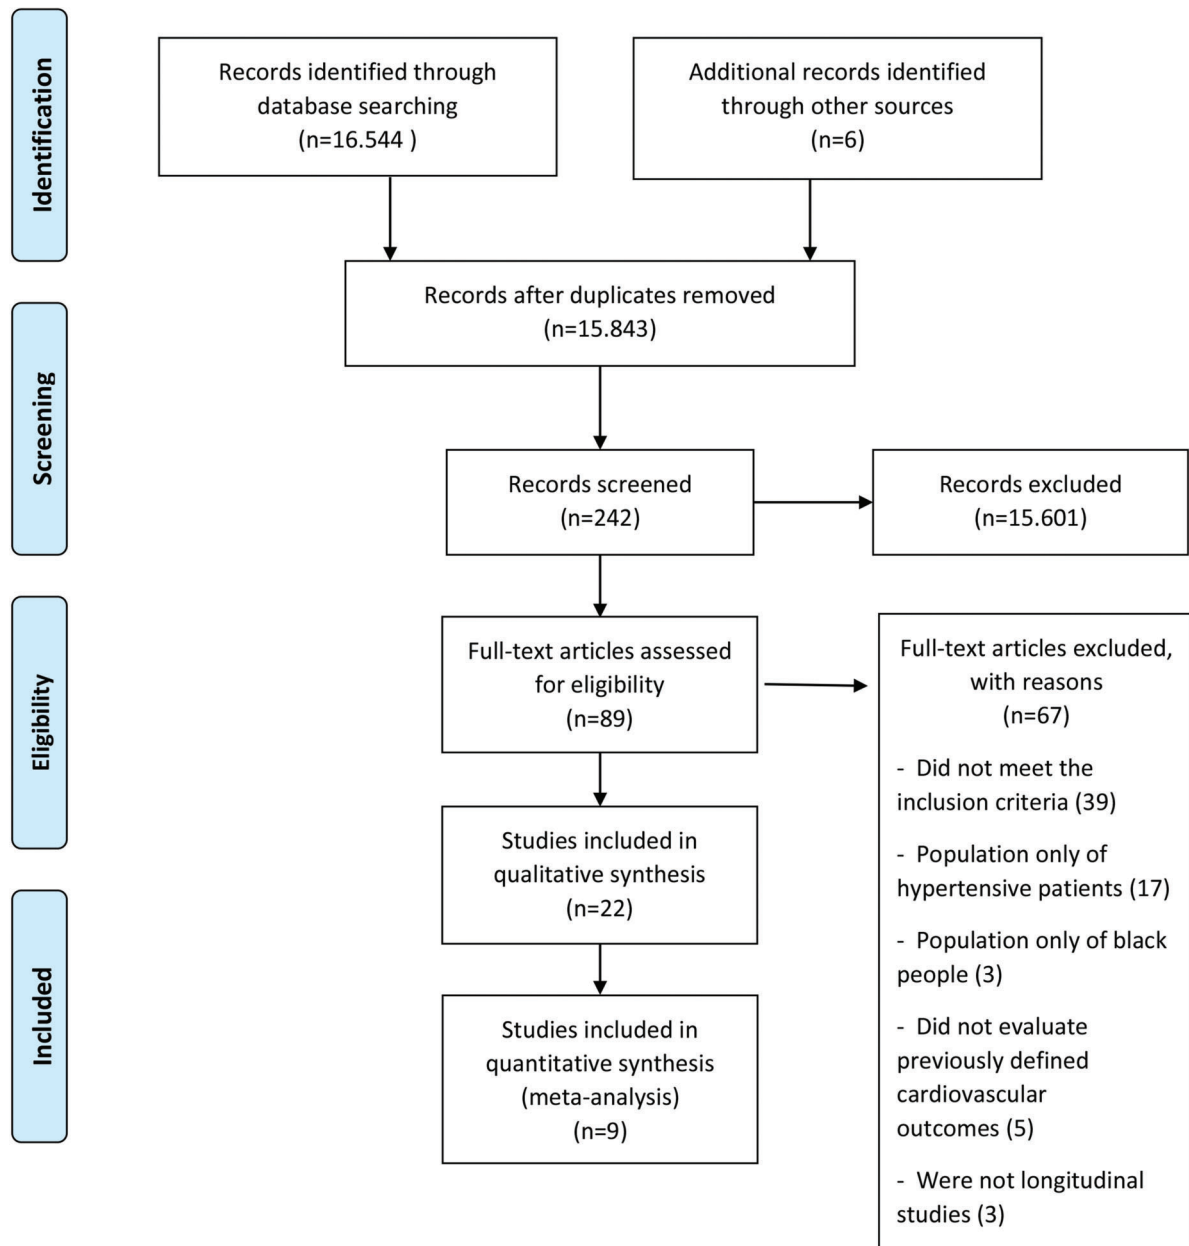 Identification
Records identified through
database searching
(n=16.544 )
Additional records identified
through other sources
(n=6)
Records after duplicates removed
(n=15.843)
Screening
Records screened
(n=242)
Records excluded
(n=15.601)
Eligibility
Full-text articles assessed
for eligibility
(n=89)
Full-text articles excluded,
with reasons
(n=67)
- Did not meet the
inclusion criteria (39)
- Population only of
hypertensive patients (17)
- Population only of black
people (3)
- Did not evaluate
previously defined
cardiovascular
outcomes (5)
- Were not longitudinal
studies (3)
Studies included in
qualitative synthesis
(n=22)
Included
Studies included in
quantitative synthesis
(meta-analysis)
(n=9)